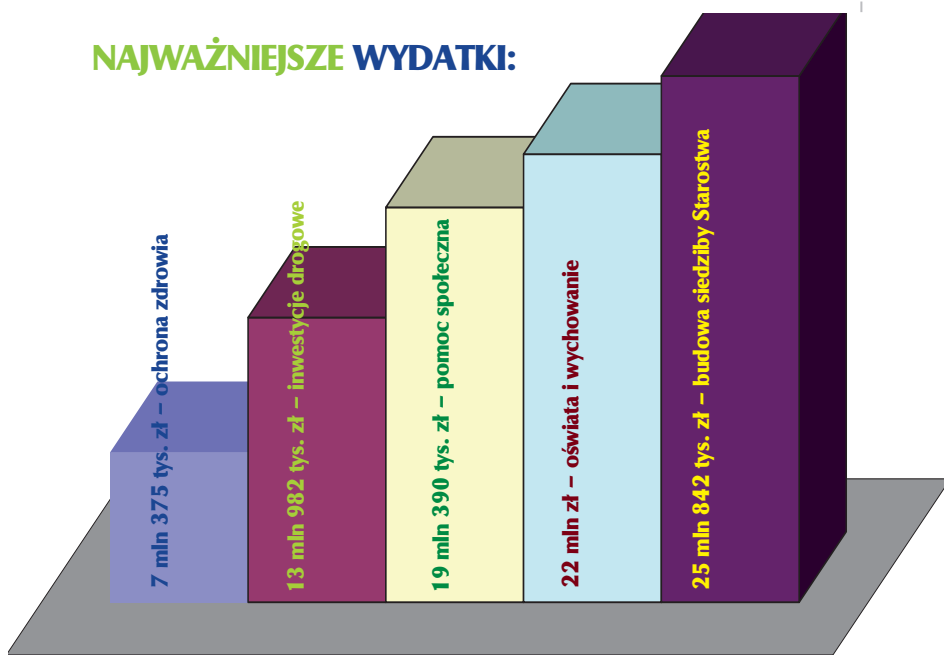 NAJWAŻNIEJSZE WYDATKI:
7 mln 375 tys. zł – ochrona zdrowia
13 mln 982 tys. zł – inwestycje drogowe
19 mln 390 tys. zł – pomoc społeczna
22 mln zł – oświata i wychowanie
25 mln 842 tys. zł – budowa siedziby Starostwa